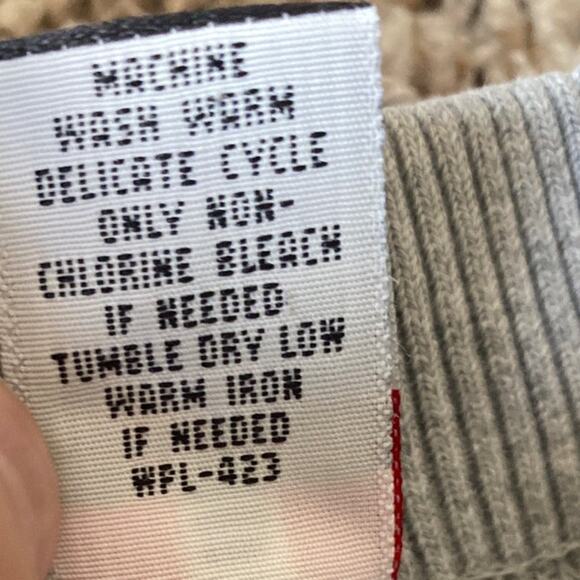 MACHINE
WASH WARM
DELICATE CYCLE
ONLY NON-
CHLORINE BLEACH
IF NEEDED
TUMBLE DRY LOW
WARM IRON
IF NEEDED
WPL-423